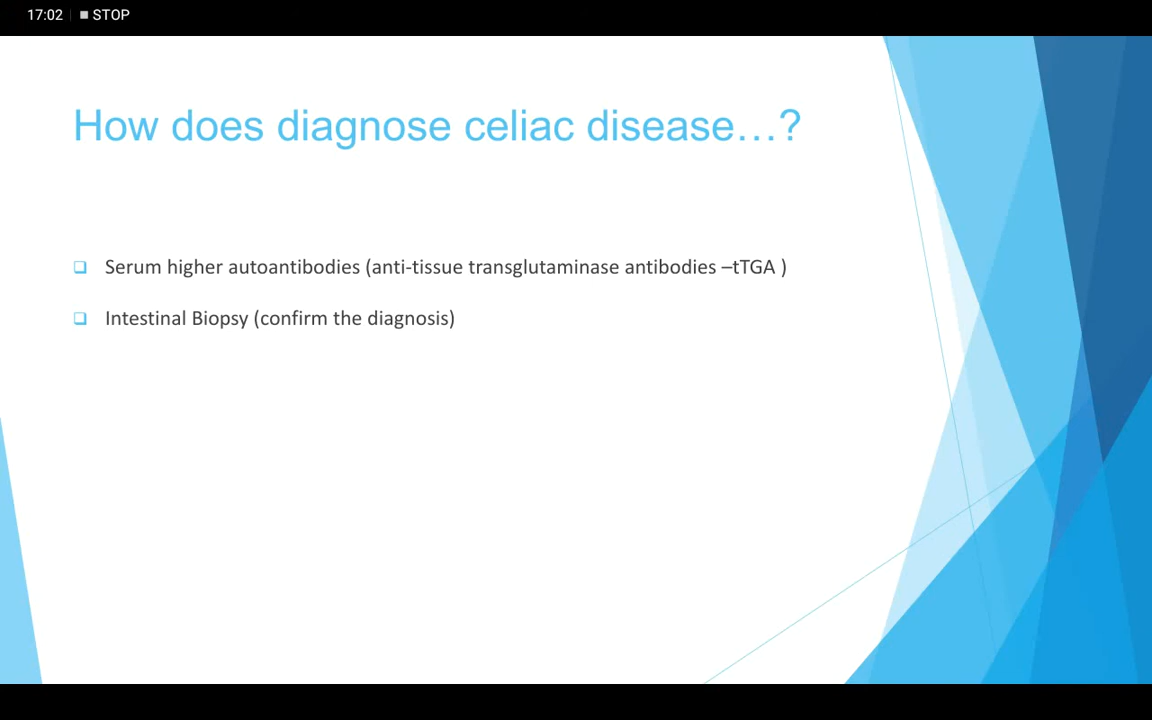 17:02 STOP
How does diagnose celiac disease...?
Serum higher autoantibodies (anti-tissue transglutaminase antibodies –tTGA )
Intestinal Biopsy (confirm the diagnosis)